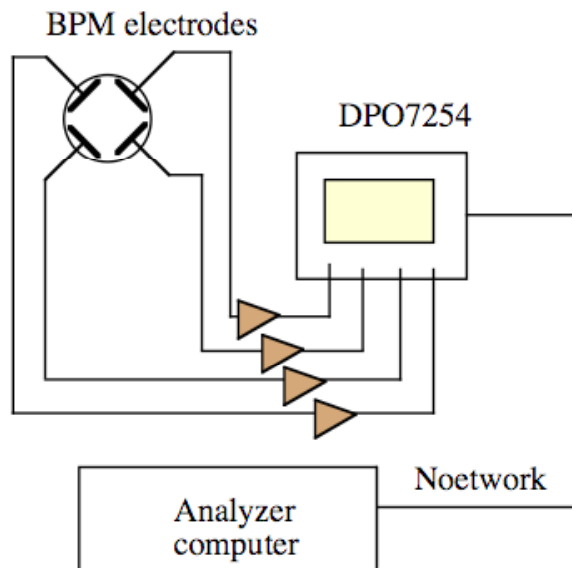 BPM electrodes
DPO7254
Noetwork
Analyzer
computer